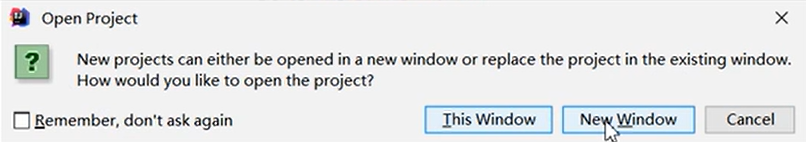 Open Project
New projects can either be opened in a new window or replace the project in the existing window.
How would you like to open the project?
Remember, don't ask again
This Window
New Window
Cancel